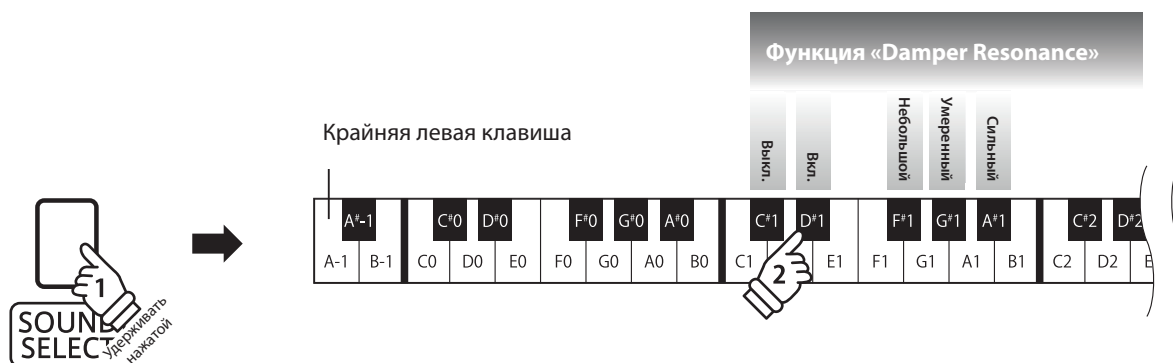 Функция «Damper Resonance»
Выкл.
Вкл.
Небольшой
Умеренный
Сильный
Крайняя левая клавиша
A#-1 C#0 D#0 F#0 G#0 A#0 C#1 D#1 F#1 G#1 A#1 C#2 D#2
A-1 B-1 C0 D0 E0 F0 G0 A0 B0 C1 E1 F1 G1 A1 B1 C2 D2
1
2
SOUND
SELECT
Удерживать
нажатой